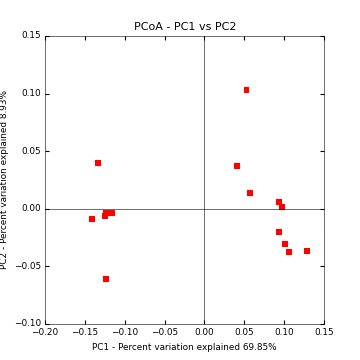 PCoA - PC1 vs PC2
0.15
0.10
0.05
0.00
−0.05
−0.10
PC2 - Percent variation explained 8.93%
−0.20 −0.15 −0.10 −0.05 0.00 0.05 0.10 0.15
PC1 - Percent variation explained 69.85%